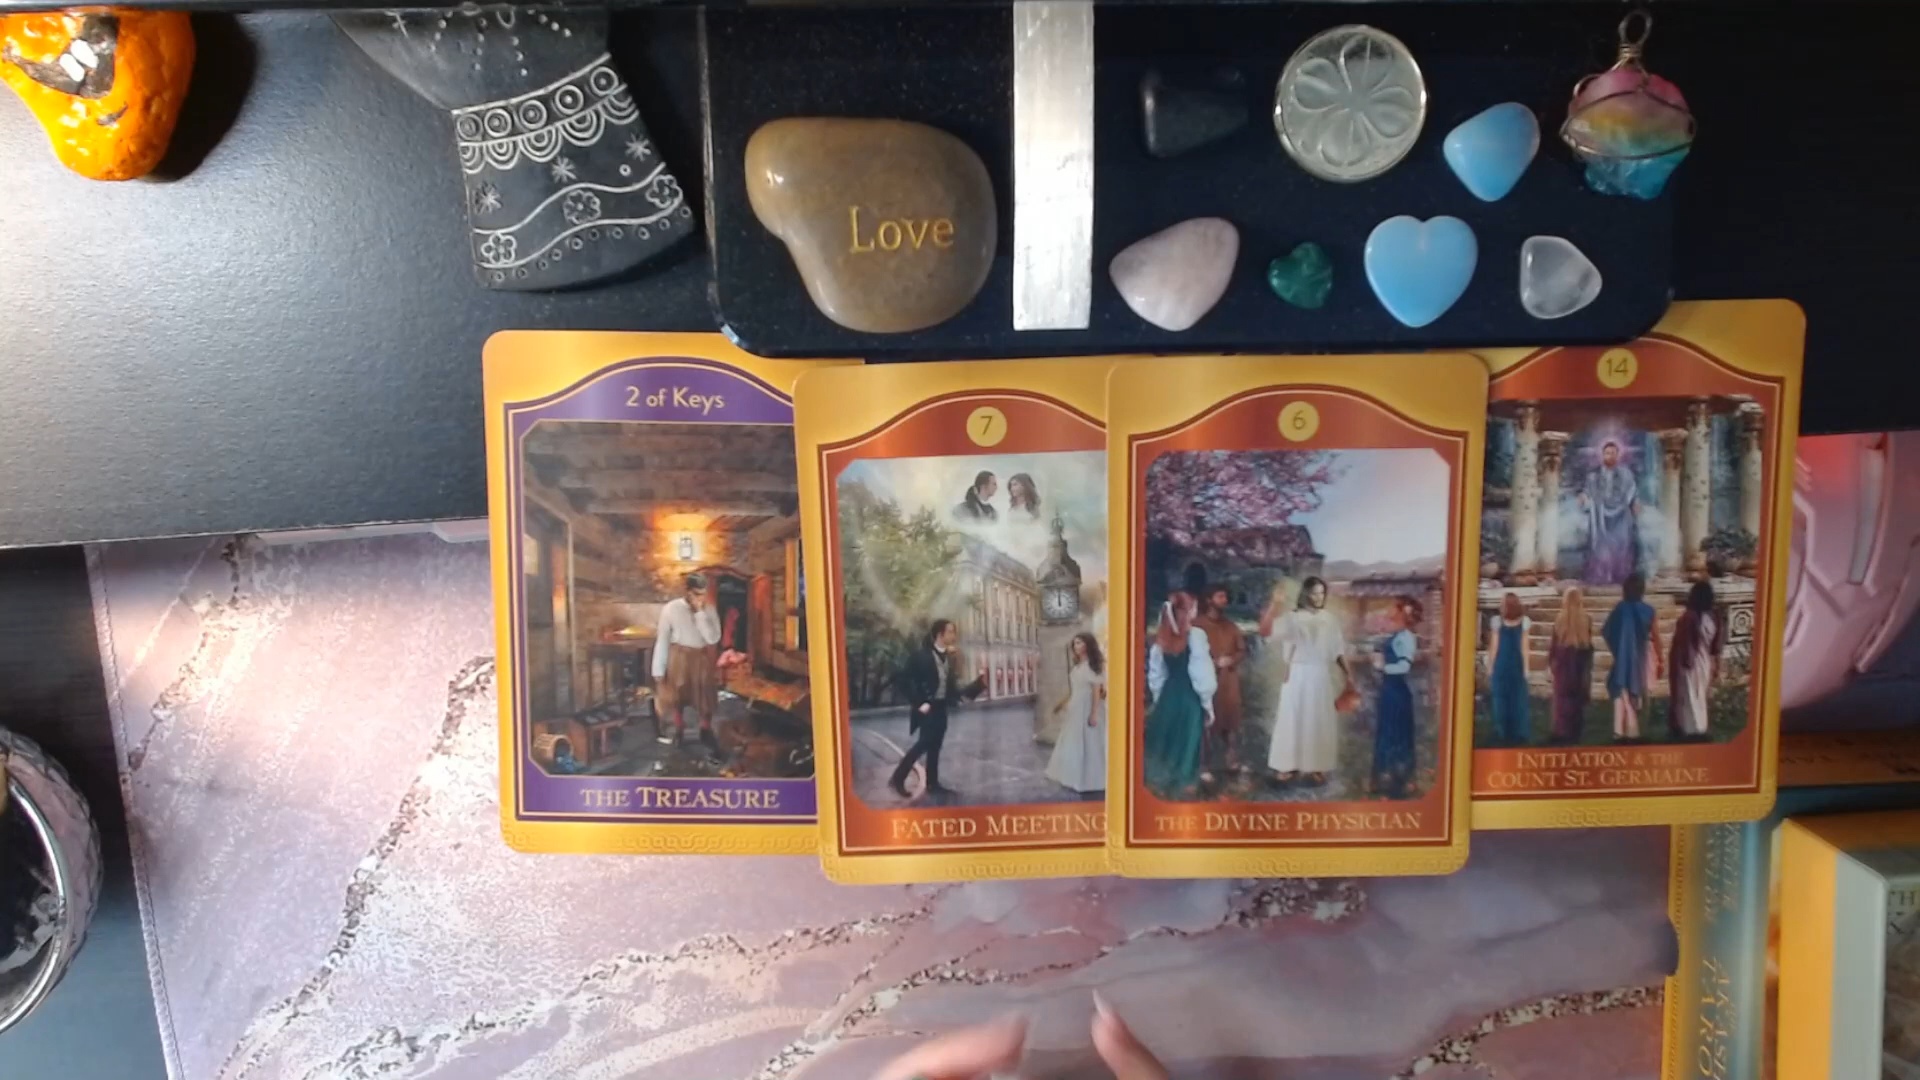 Love
2 of Keys
THE TREASURE
7
FATED MEETING
6
THE DIVINE PHYSICIAN
14
INITIATION & THE
COUNT ST. GERMAINE
TH